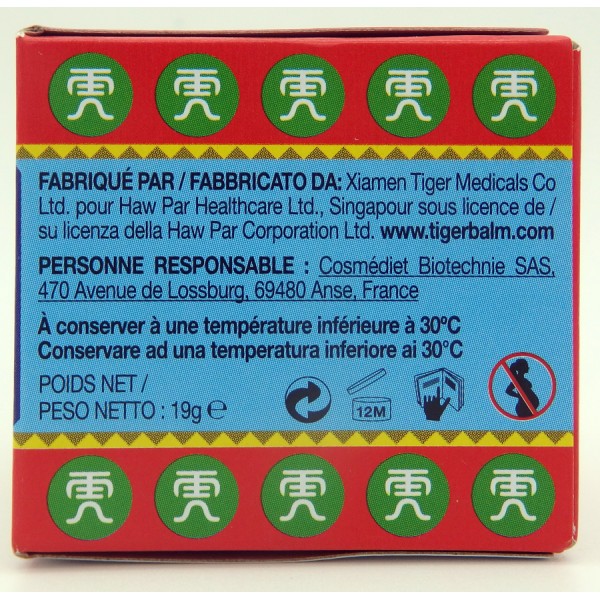 FABRIQUÉ PAR / FABBRICATO DA: Xiamen Tiger Medicals Co
Ltd. pour Haw Par Healthcare Ltd., Singapour sous licence de /
su licenza della Haw Par Corporation Ltd. www.tigerbalm.com
PERSONNE RESPONSABLE : Cosmédiet Biotechnie SAS,
470 Avenue de Lossburg, 69480 Anse, France
À conserver à une température inférieure à 30ºC
Conservare ad una temperatura inferiore ai 30°C
POIDS NET /
PESO NETTO : 19g ℮
12M